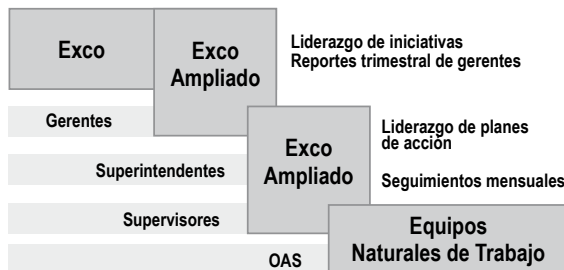 Exco
Exco
Ampliado
Liderazgo de iniciativas
Reportes trimestral de gerentes
Gerentes
Exco
Ampliado
Liderazgo de planes
de acción
Superintendentes
Seguimientos mensuales
Supervisores
Equipos
Naturales de Trabajo
OAS